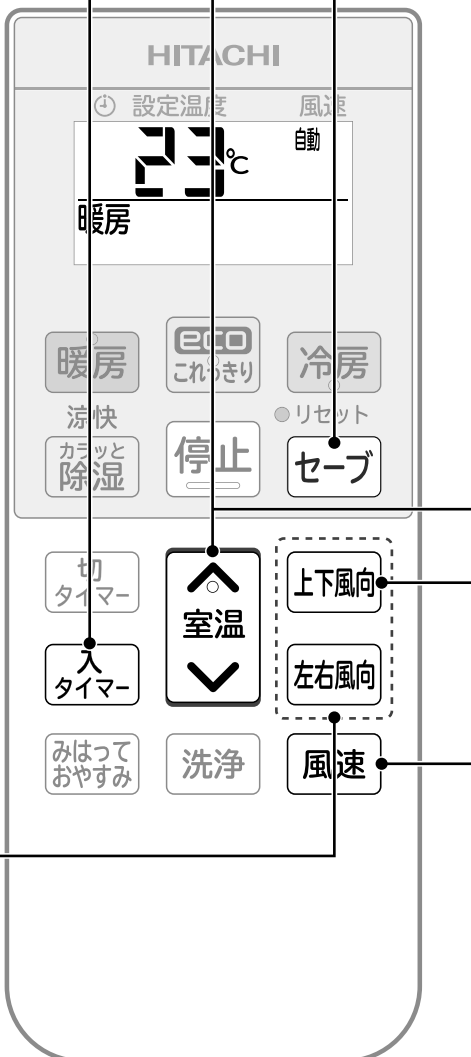 HITACHI
設定温度 風速
23℃ 自動
暖房
暖房
eco
これっきり
冷房
涼快
カラッと
除湿
停止
リセット
セーブ
切
タイマー
室温
上下風向
入
タイマー
左右風向
みはって
おやすみ
洗浄
風速